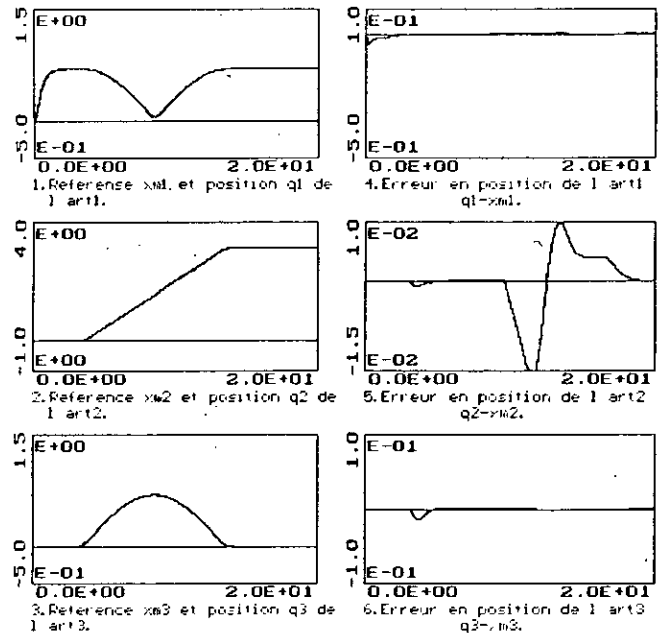 1.5
E+00
-5.0
E-01
0.0E+00 2.0E+01
1.Referense xm1. et position q1 de
l art1.
1.0
E-01
-5.0
E-01
0.0E+00 2.0E+01
4.Erreur en position de l art1
q1-xm1.
4.0
E+00
-1.0
E+00
0.0E+00 2.0E+01
2.Reference xm2 et position q2 de
l art2.
1.0
E-02
-1.5
E-02
0.0E+00 2.0E+01
5.Erreur en position de l art2
q2-xm2.
1.5
E+00
-5.0
E-01
0.0E+00 2.0E+01
3.Reference xm3 et position q3 de
l art3.
1.0
E-01
-1.0
E-01
0.0E+00 2.0E+01
6.Erreur en position de l art3
q3-xm3.